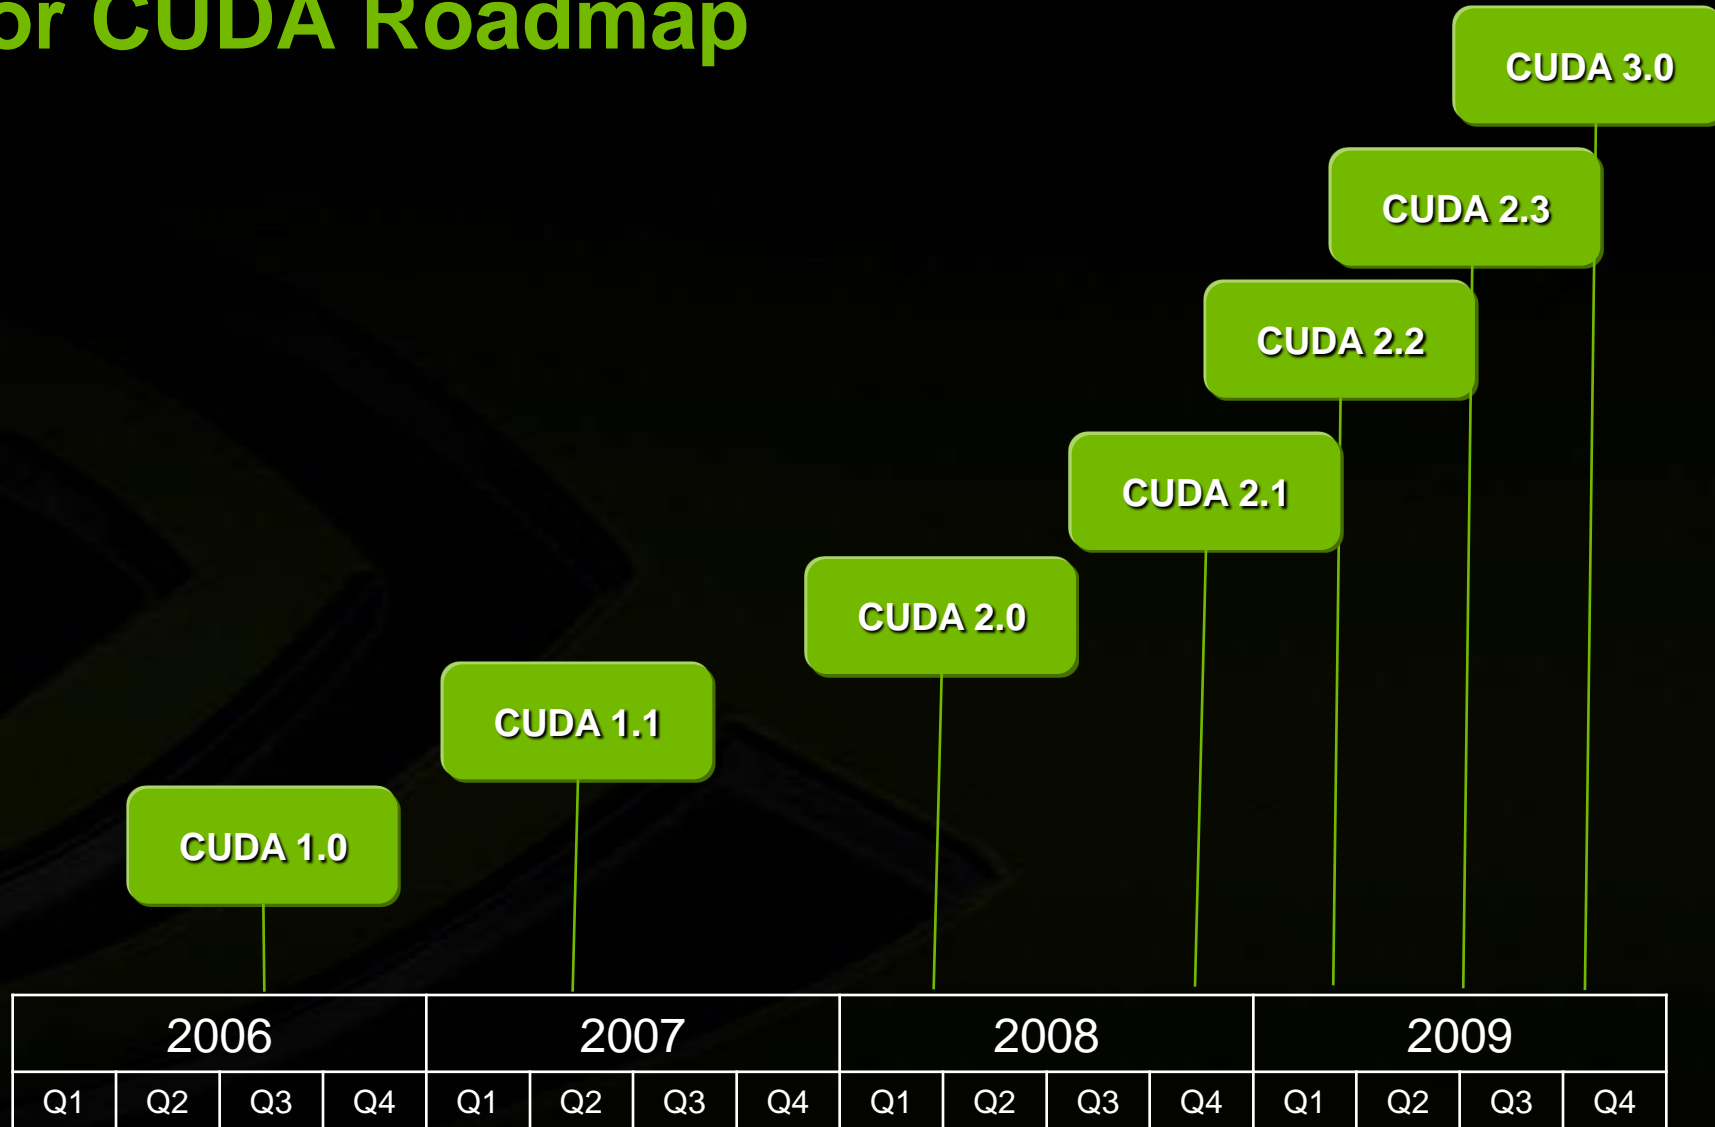 or CUDA Roadmap
CUDA 3.0
CUDA 2.3
CUDA 2.2
CUDA 2.1
CUDA 2.0
CUDA 1.1
CUDA 1.0
2006 2007 2008 2009
Q1 Q2 Q3 Q4 Q1 Q2 Q3 Q4 Q1 Q2 Q3 Q4 Q1 Q2 Q3 Q4